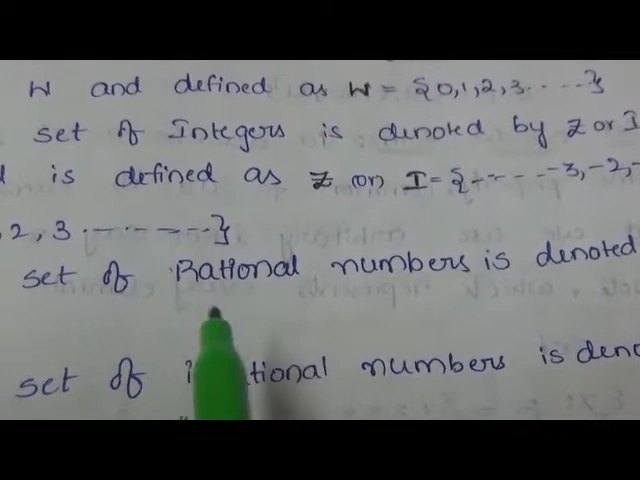 W and defined as W = {0,1,2,3.....}
set of Integers is denoted by Z or I
is defined as Z or I = {+-----3,-2,-
,2,3 .-------}
set of Rational numbers is denoted
set of numbers is deno